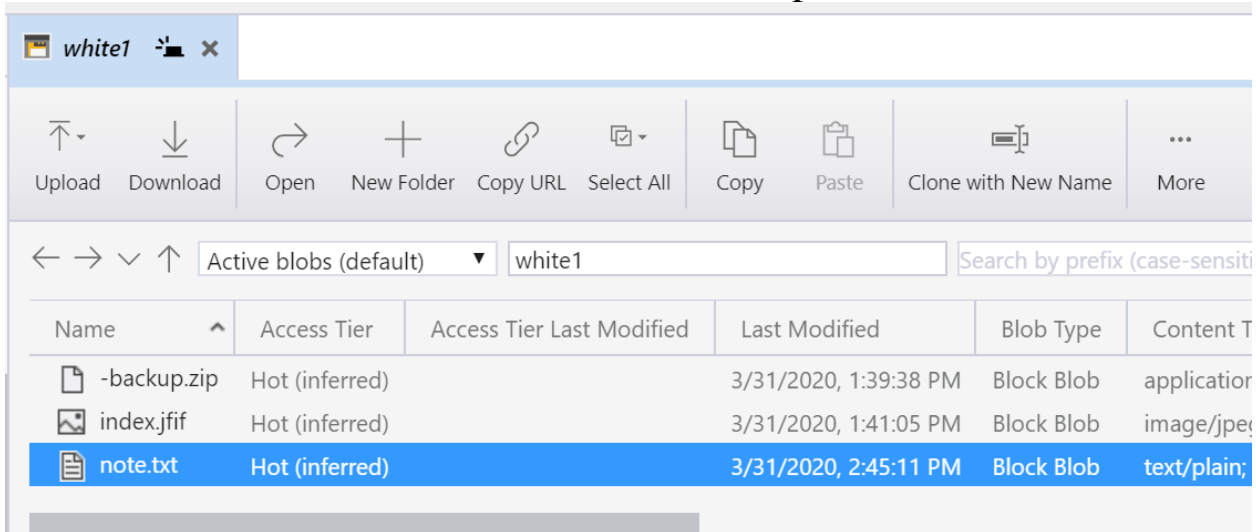 white1
Upload Download Open New Folder Copy URL Select All Copy Paste Clone with New Name More
Active blobs (default) white1 Search by prefix (case-sensiti
Name Access Tier Access Tier Last Modified Last Modified Blob Type Content T
-backup.zip Hot (inferred) 3/31/2020, 1:39:38 PM Block Blob application
index.jfif Hot (inferred) 3/31/2020, 1:41:05 PM Block Blob image/jpeg
note.txt Hot (inferred) 3/31/2020, 2:45:11 PM Block Blob text/plain;